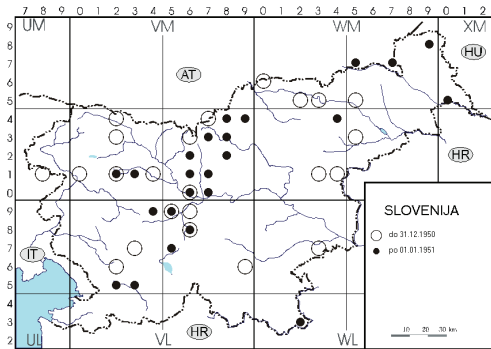 7 8 9 0 1 2 3 4 5 6 7 8 9 0 1 2 3 4 5 6 7 8 9 0 1 2
9 UM VM WM XM
8 HU
7 AT
6
5
4
3 HR
2
1
0
9 SLOVENIJA
8 do 31.12.1950
7 IT po 01.01.1951
6
5
4 10 20 30 km
3 HR
2 UL VL WL